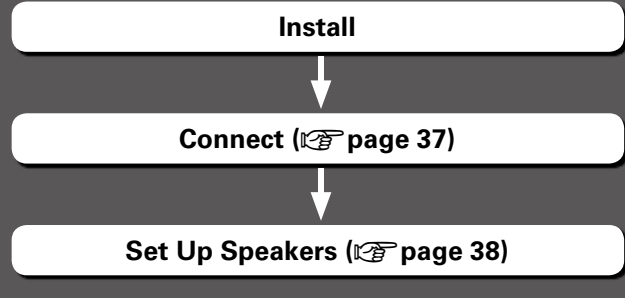 Install
Connect (☞ page 37)
Set Up Speakers (☞ page 38)